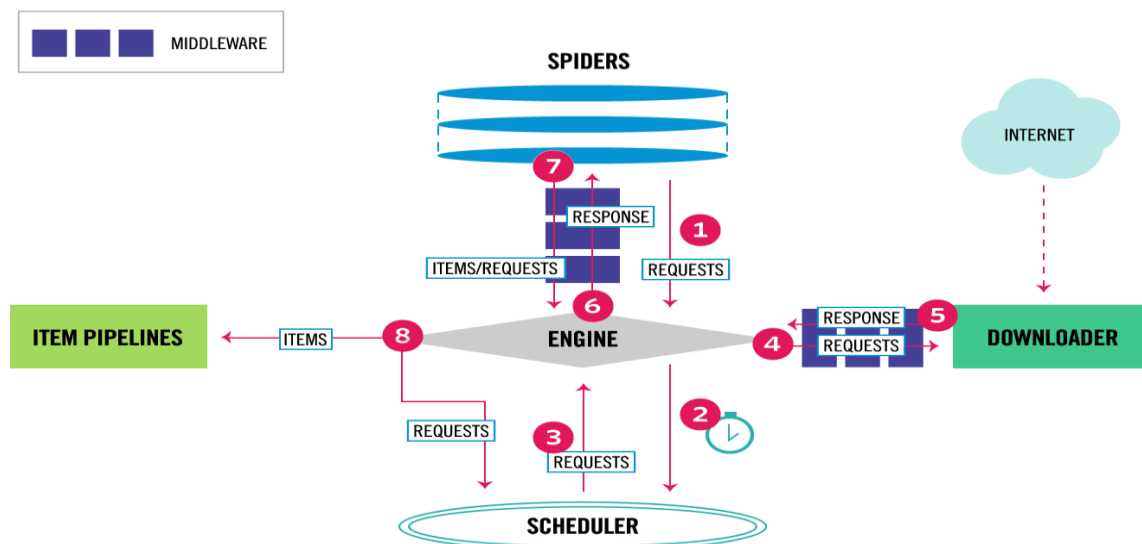 MIDDLEWARE
SPIDERS
INTERNET
7
RESPONSE
1
ITEMS/REQUESTS
REQUESTS
6
RESPONSE
5
ITEM PIPELINES
ITEMS
8
ENGINE
4
REQUESTS
DOWNLOADER
2
REQUESTS
3
REQUESTS
SCHEDULER